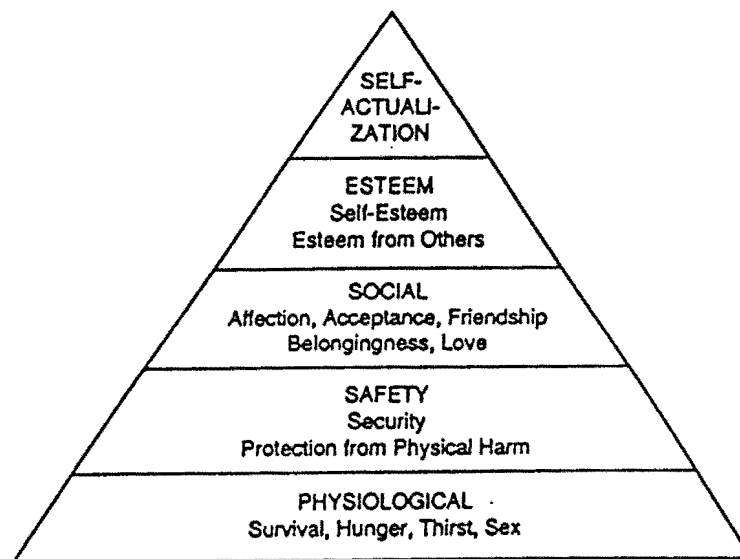 SELF-
ACTUALI-
ZATION
ESTEEM
Self-Esteem
Esteem from Others
SOCIAL
Affection, Acceptance, Friendship
Belongingness, Love
SAFETY
Security
Protection from Physical Harm
PHYSIOLOGICAL
Survival, Hunger, Thirst, Sex